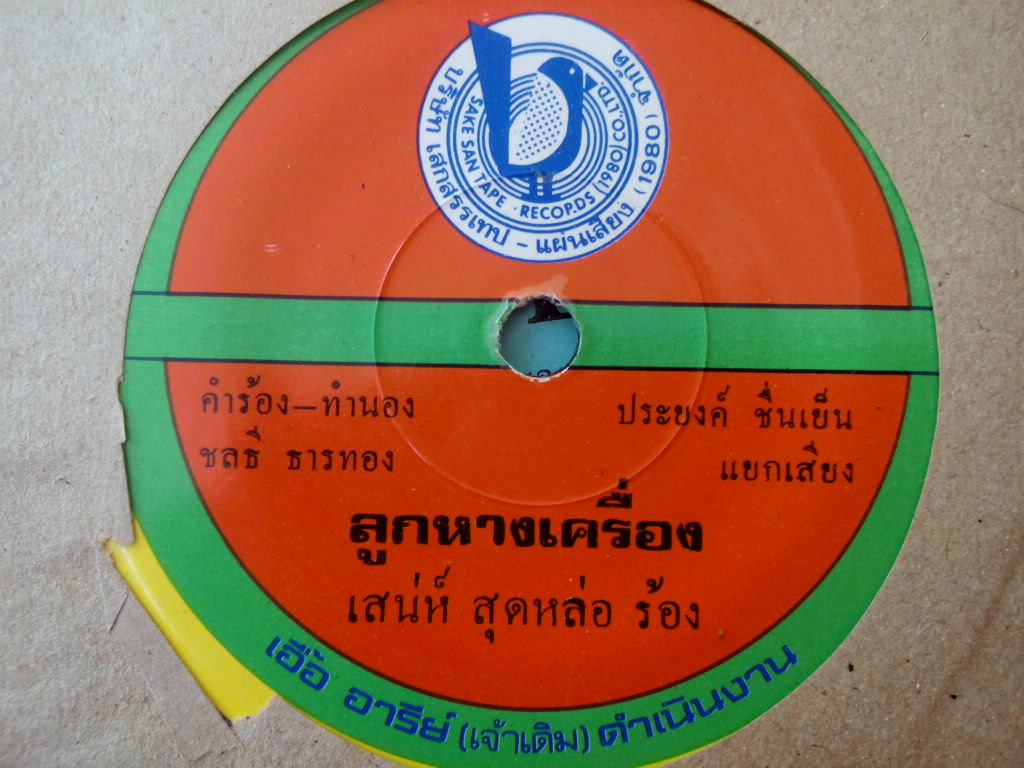 บริษัท เสกสรรเทป - แผ่นเสียง (1980) จำกัด
SAKE SAN TAPE · RECORDS (1980) CO.LTD.
คำร้อง-ทำนอง
ชลธี ธารทอง
ประยงค์ ชื่นเย็น
แยกเสียง
ลูกหางเครื่อง
เสน่ห์ สุดหล่อ ร้อง
เอื้อ อารีย์ (เจ้าเดิม) ดำเนินงาน